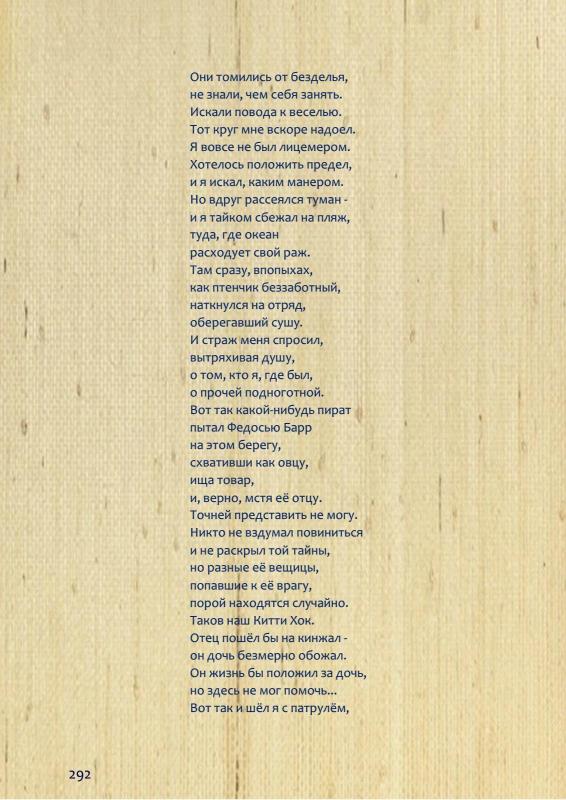 Они томились от безделья,
не знали, чем себя занять.
Искали повода к веселью.
Тот круг мне вскоре надоел.
Я вовсе не был лицемером.
Хотелось положить предел,
и я искал, каким манером.
Но вдруг рассеялся туман -
и я тайком сбежал на пляж,
туда, где океан
расходует свой раж.
Там сразу, впопыхах,
как птенчик беззаботный,
наткнулся на отряд,
оберегавший сушу.
И страж меня спросил,
вытряхивая душу,
о том, кто я, где был,
о прочей подноготной.
Вот так какой-нибудь пират
пытал Федосью Барр
на этом берегу,
схвативши как овцу,
ища товар,
и, верно, мстя её отцу.
Точней представить не могу.
Никто не вздумал повиниться
и не раскрыл той тайны,
но разные её вещицы,
попавшие к её врагу,
порой находятся случайно.
Таков наш Китти Хок.
Отец пошёл бы на кинжал -
он дочь безмерно обожал.
Он жизнь бы положил за дочь,
но здесь не мог помочь...
Вот так и шёл я с патрулём,
292